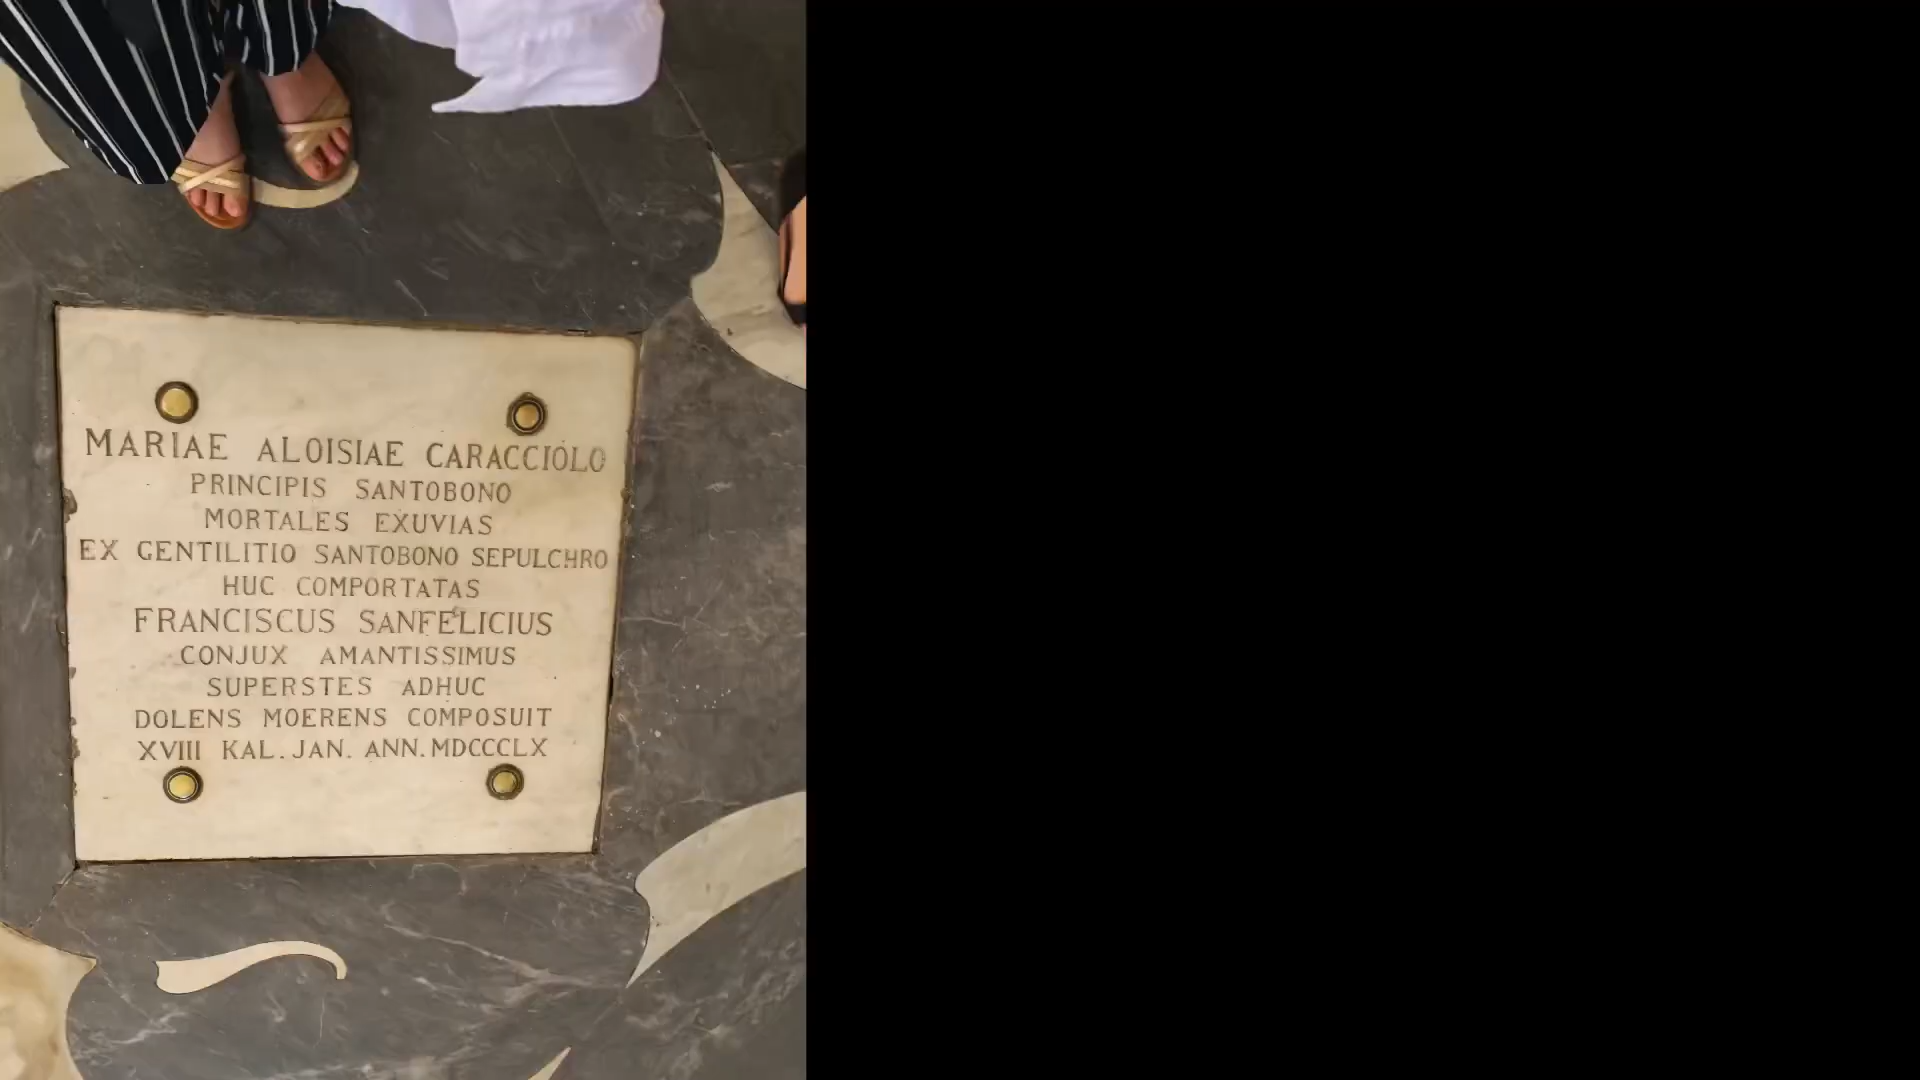 MARIAE ALOISIAE CARACCIOLO
PRINCIPIS SANTOBONO
MORTALES EXUVIAS
EX GENTILITIO SANTOBONO SEPULCHRO
HUC COMPORTATAS
FRANCISCUS SANFELICIUS
CONJUX AMANTISSIMUS
SUPERSTES ADHUC
DOLENS MOERENS COMPOSUIT
XVIII KAL. JAN. ANN. MDCCCLX